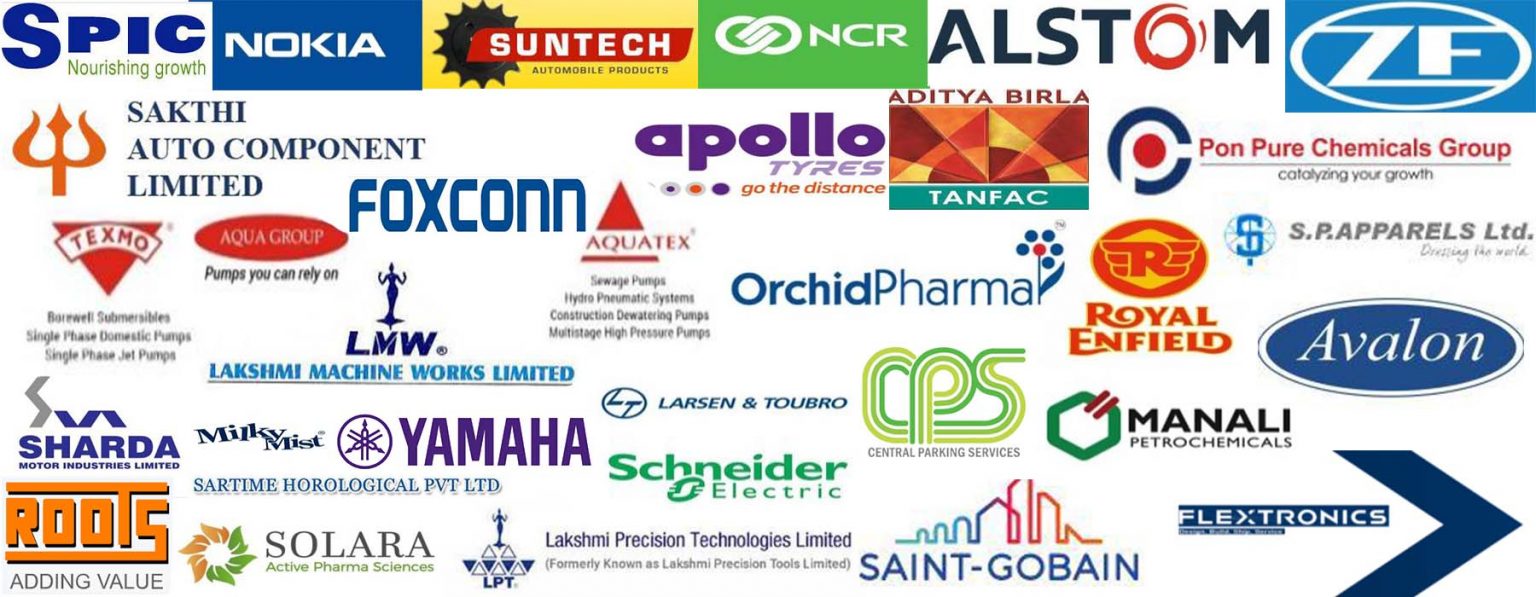 SPIC
Nourishing growth
NOKIA
SUNTECH
AUTOMOBILE PRODUCTS
NCR
ALSTOM
ZF
SAKTHI
AUTO COMPONENT
LIMITED
apollo
TYRES
go the distance
ADITYA BIRLA
TANFAC
Pon Pure Chemicals Group
catalyzing your growth
TEXMO
Borewell Submersibles
Single Phase Domestic Pumps
Single Phase Jet Pumps
AQUA GROUP
Pumps you can rely on
FOXCONN
AQUATEX
Sewage Pumps
Hydro Pneumatic Systems
Construction Dewatering Pumps
Multistage High Pressure Pumps
LMW®
LAKSHMI MACHINE WORKS LIMITED
OrchidPharma™
R
ROYAL
ENFIELD
S.P.APPARELS Ltd.
Dressing the world.
Avalon
SHARDA
MOTOR INDUSTRIES LIMITED
Milky Mist
YAMAHA
LT LARSEN & TOUBRO
CPS
CENTRAL PARKING SERVICES
MANALI
PETROCHEMICALS
SARTIME HOROLOGICAL PVT LTD
Schneider
Electric
ROOTS
ADDING VALUE
SOLARA
Active Pharma Sciences
LPT
Lakshmi Precision Technologies Limited
(Formerly Known as Lakshmi Precision Tools Limited)
SAINT-GOBAIN
FLEXTRONICS
Design. Build. Ship. Service